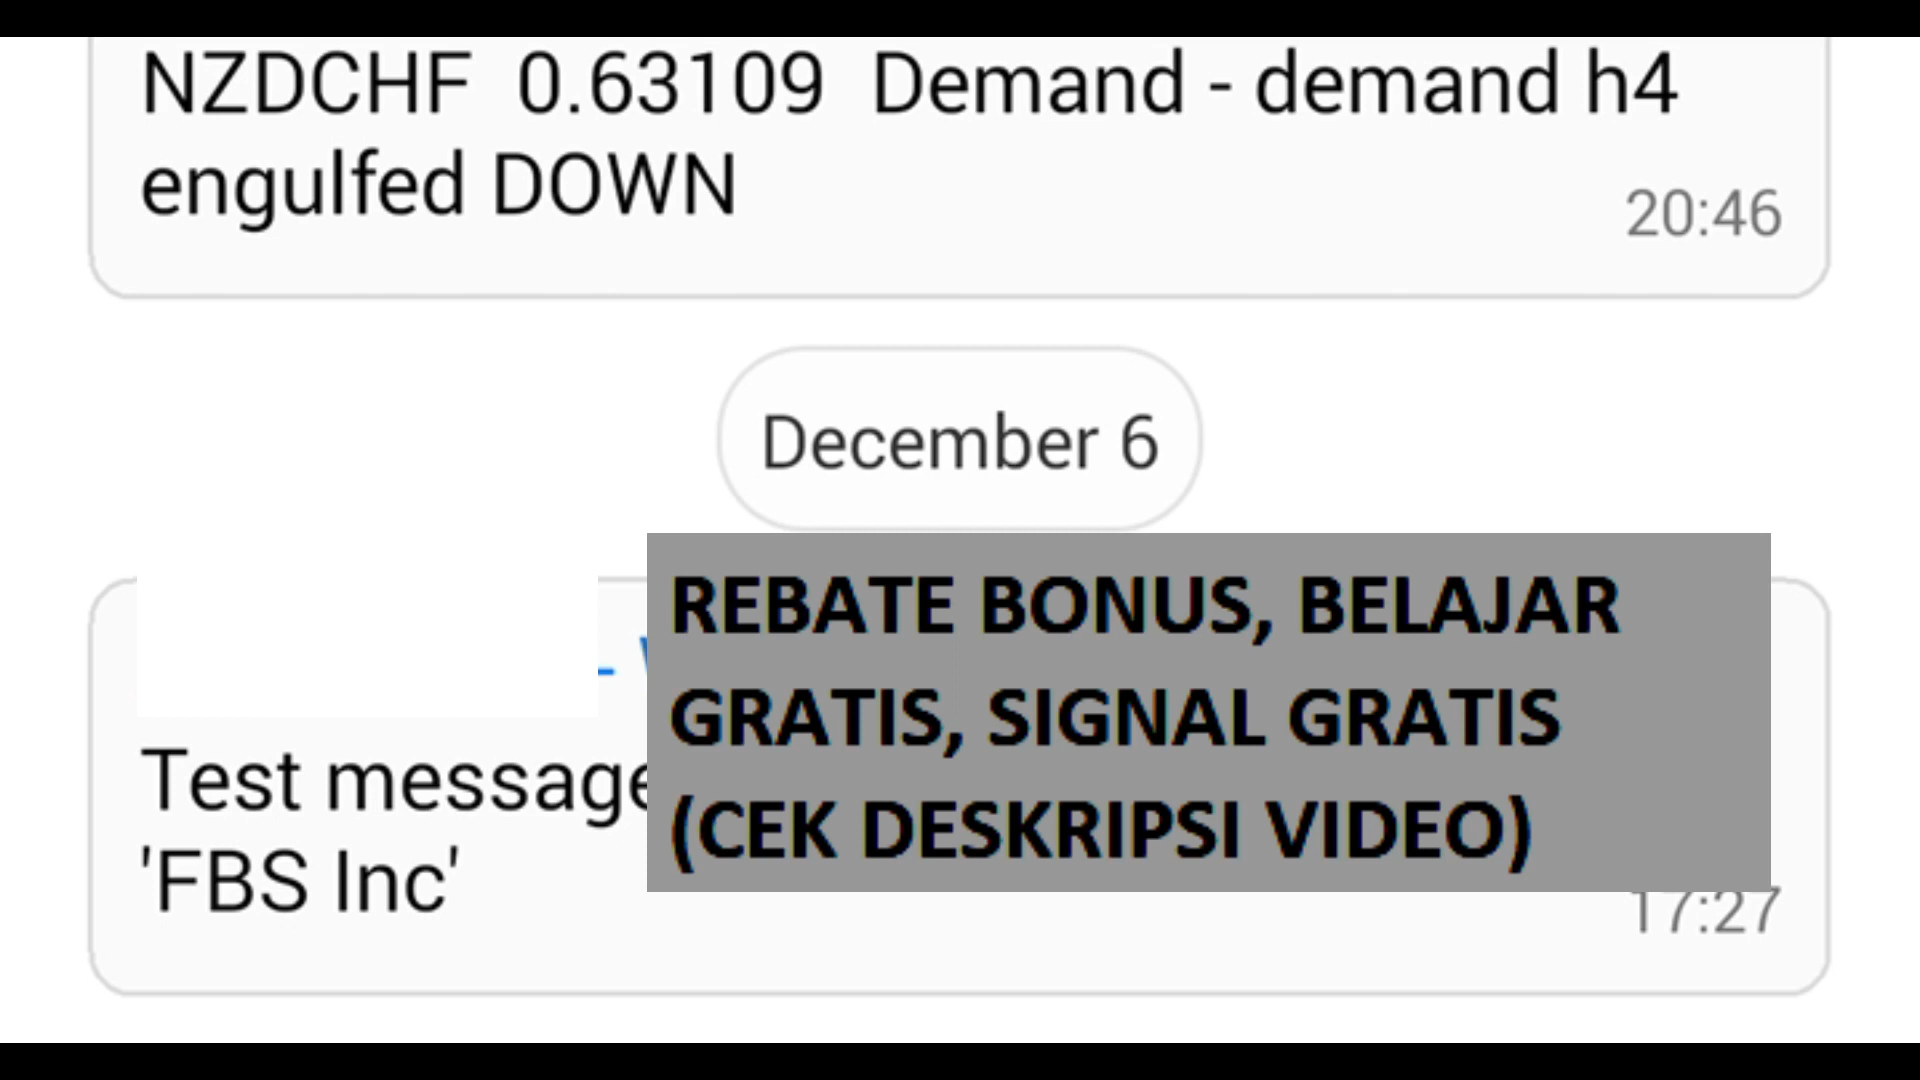 NZDCHF 0.63109 Demand - demand h4
engulfed DOWN
20:46
December 6
REBATE BONUS, BELAJAR
GRATIS, SIGNAL GRATIS
(CEK DESKRIPSI VIDEO)
Test message
'FBS Inc'
17:27